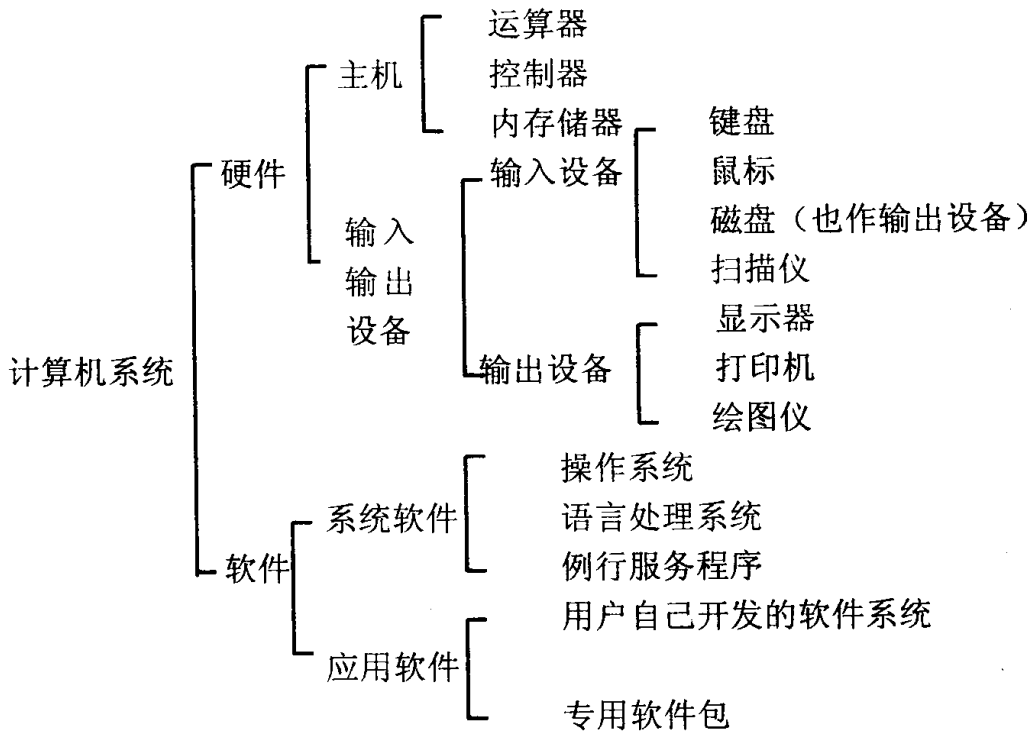 运算器
主机
控制器
内存储器
键盘
硬件
输入设备
鼠标
磁盘（也作输出设备）
输入
输出
设备
扫描仪
显示器
计算机系统
输出设备
打印机
绘图仪
操作系统
系统软件
语言处理系统
软件
例行服务程序
用户自己开发的软件系统
应用软件
专用软件包